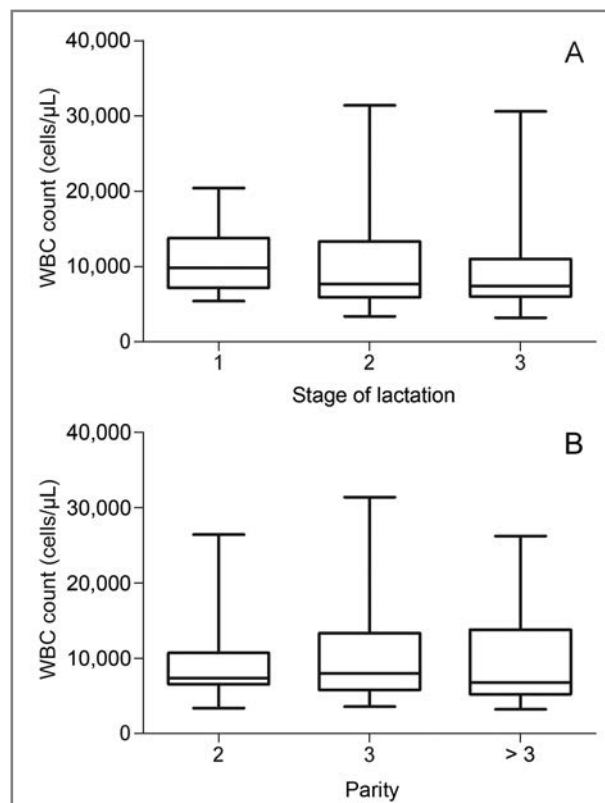 A
WBC count (cells/µL)
40,000
30,000
20,000
10,000
0
1 2 3
Stage of lactation
B
WBC count (cells/µL)
40,000
30,000
20,000
10,000
0
2 3 > 3
Parity